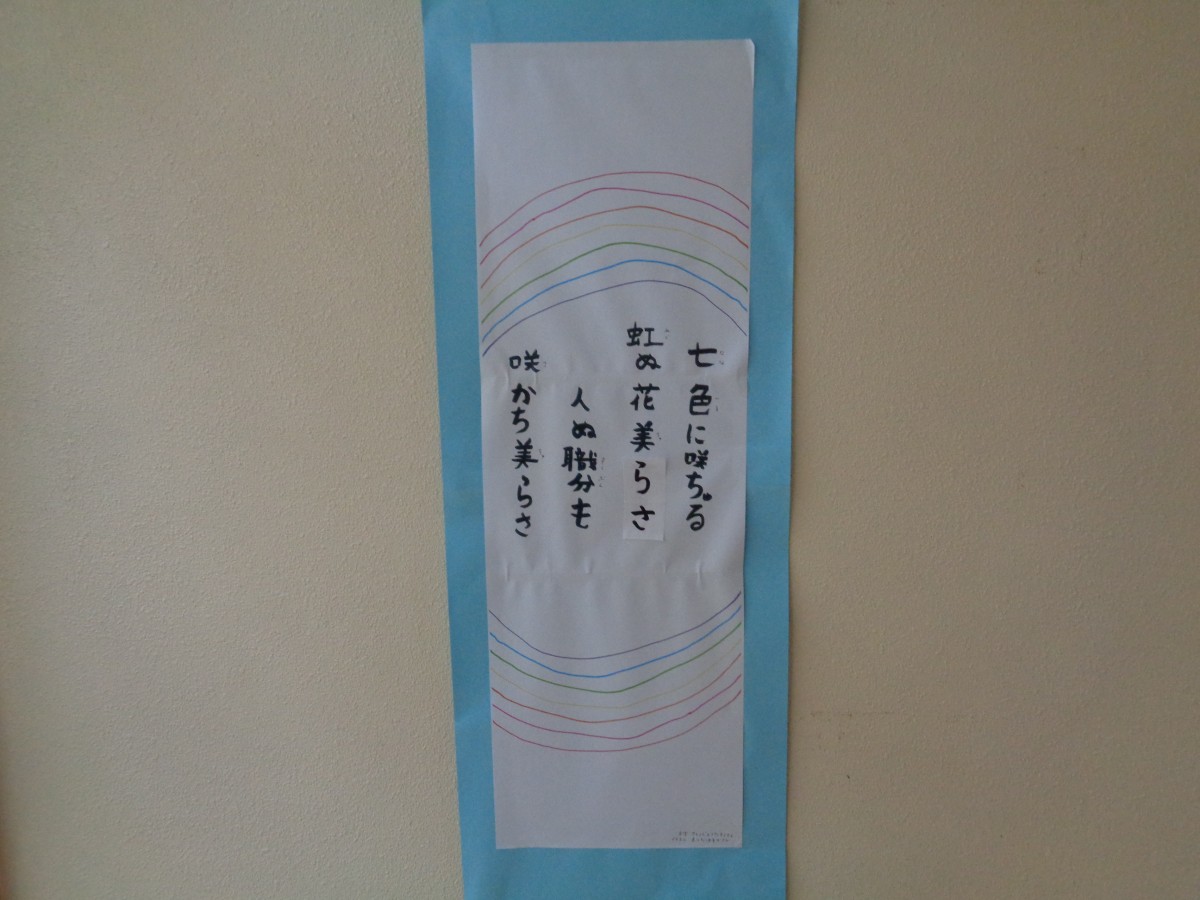 七色に咲ちゅる
虹ぬ花美らさ
人ぬ職分も
咲かち美らさ